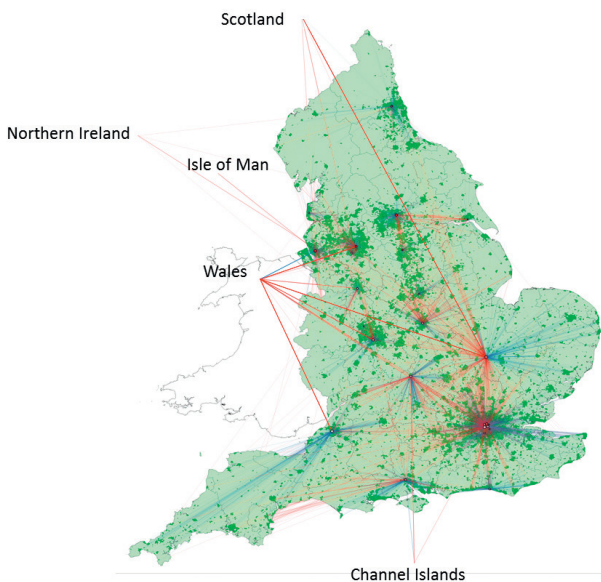 Scotland
Northern Ireland
Isle of Man
Wales
Channel Islands